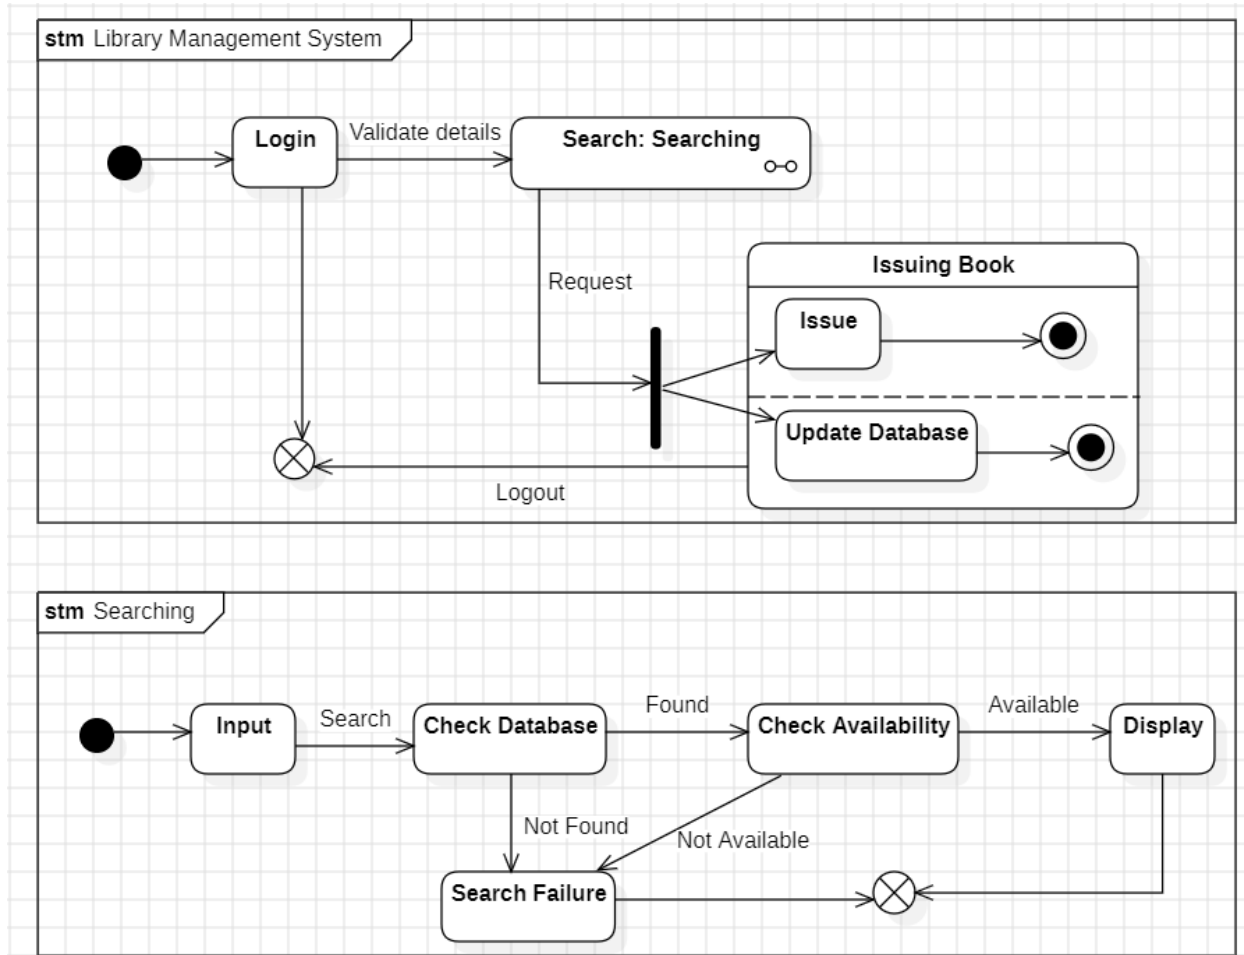 stm Library Management System
Login
Validate details
Search: Searching
Request
Issuing Book
Issue
Update Database
Logout
stm Searching
Input
Search
Check Database
Found
Check Availability
Available
Display
Not Found
Not Available
Search Failure